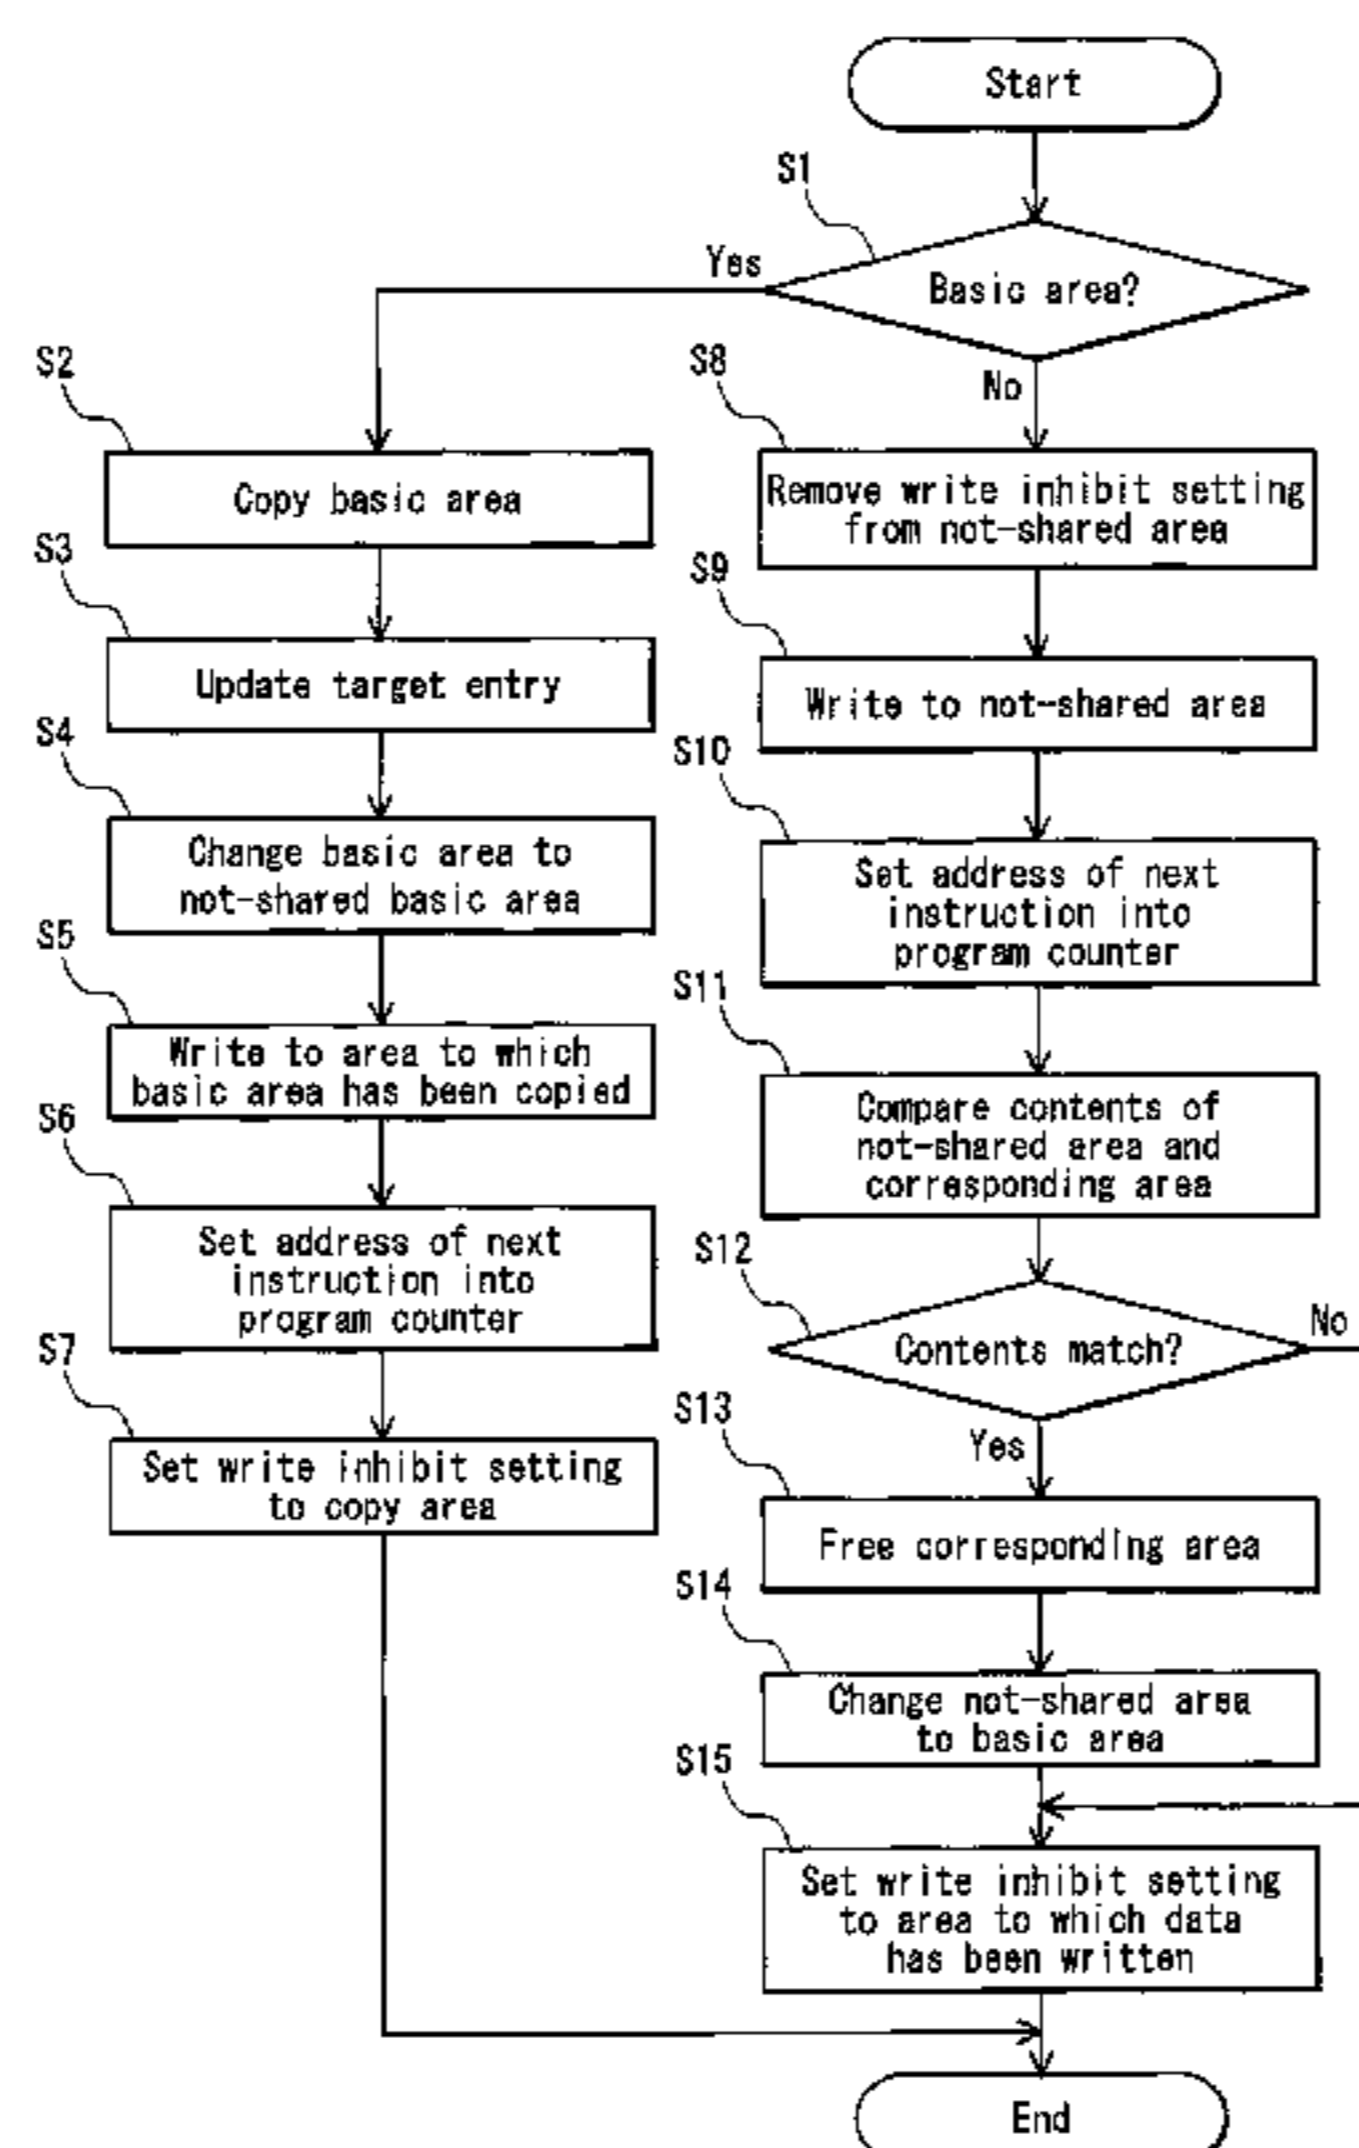 Start
S1
Basic area?
Yes
No
S2
Copy basic area
S3
Update target entry
S4
Change basic area to
not-shared basic area
S5
Write to area to which
basic area has been copied
S6
Set address of next
instruction into
program counter
S7
Set write inhibit setting
to copy area
S8
Remove write inhibit setting
from not-shared area
S9
Write to not-shared area
S10
Set address of next
instruction into
program counter
S11
Compare contents of
not-shared area and
corresponding area
S12
Contents match?
No
Yes
S13
Free corresponding area
S14
Change not-shared area
to basic area
S15
Set write inhibit setting
to area to which data
has been written
End